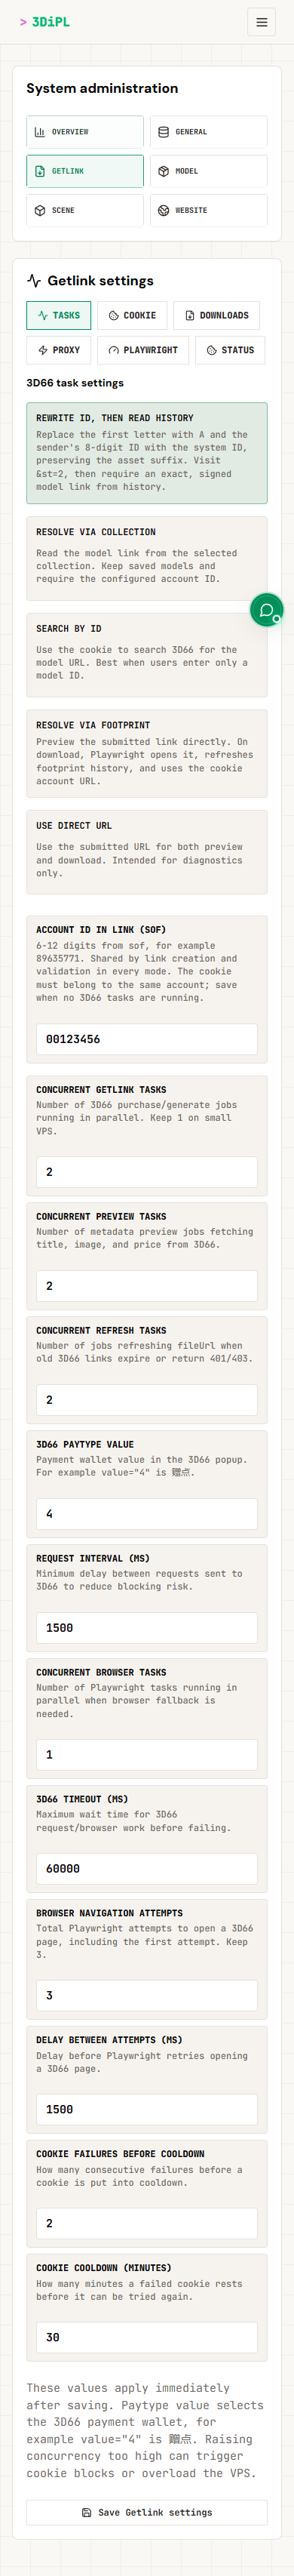 > 3DiPL
System administration
OVERVIEW
GENERAL
GETLINK
MODEL
SCENE
WEBSITE
Getlink settings
TASKS
COOKIE
DOWNLOADS
PROXY
PLAYWRIGHT
STATUS
3D66 task settings
REWRITE ID, THEN READ HISTORY
Replace the first letter with A and the
sender's 8-digit ID with the system ID,
preserving the asset suffix. Visit
&st=2, then require an exact, signed
model link from history.
RESOLVE VIA COLLECTION
Read the model link from the selected
collection. Keep saved models and
require the configured account ID.
SEARCH BY ID
Use the cookie to search 3D66 for the
model URL. Best when users enter only a
model ID.
RESOLVE VIA FOOTPRINT
Preview the submitted link directly. On
download, Playwright opens it, refreshes
footprint history, and uses the cookie
account URL.
USE DIRECT URL
Use the submitted URL for both preview
and download. Intended for diagnostics
only.
ACCOUNT ID IN LINK (SOF)
6-12 digits from sof, for example
89635771. Shared by link creation and
validation in every mode. The cookie
must belong to the same account; save
when no 3D66 tasks are running.
00123456
CONCURRENT GETLINK TASKS
Number of 3D66 purchase/generate jobs
running in parallel. Keep 1 on small
VPS.
2
CONCURRENT PREVIEW TASKS
Number of metadata preview jobs fetching
title, image, and price from 3D66.
2
CONCURRENT REFRESH TASKS
Number of jobs refreshing fileUrl when
old 3D66 links expire or return 401/403.
2
3D66 PAYTYPE VALUE
Payment wallet value in the 3D66 popup.
For example value="4" is 赠点.
4
REQUEST INTERVAL (MS)
Minimum delay between requests sent to
3D66 to reduce blocking risk.
1500
CONCURRENT BROWSER TASKS
Number of Playwright tasks running in
parallel when browser fallback is
needed.
1
3D66 TIMEOUT (MS)
Maximum wait time for 3D66
request/browser work before failing.
60000
BROWSER NAVIGATION ATTEMPTS
Total Playwright attempts to open a 3D66
page, including the first attempt. Keep
3.
3
DELAY BETWEEN ATTEMPTS (MS)
Delay before Playwright retries opening
a 3D66 page.
1500
COOKIE FAILURES BEFORE COOLDOWN
How many consecutive failures before a
cookie is put into cooldown.
2
COOKIE COOLDOWN (MINUTES)
How many minutes a failed cookie rests
before it can be tried again.
30
These values apply immediately
after saving. Paytype value selects
the 3D66 payment wallet, for
example value="4" is 赠点. Raising
concurrency too high can trigger
cookie blocks or overload the VPS.
Save Getlink settings